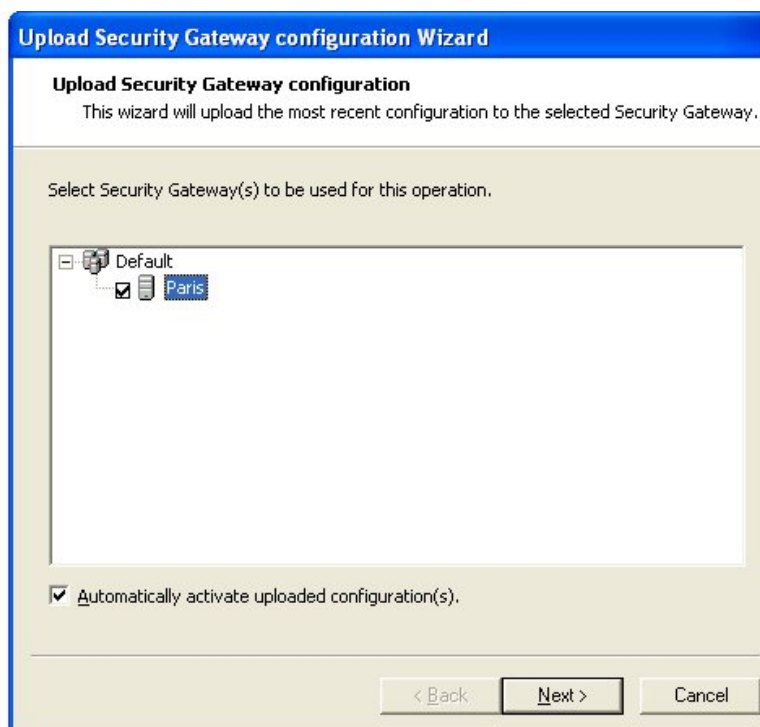 Upload Security Gateway configuration Wizard
Upload Security Gateway configuration
This wizard will upload the most recent configuration to the selected Security Gateway.
Select Security Gateway(s) to be used for this operation.
Default
Paris
Automatically activate uploaded configuration(s).
< Back Next > Cancel